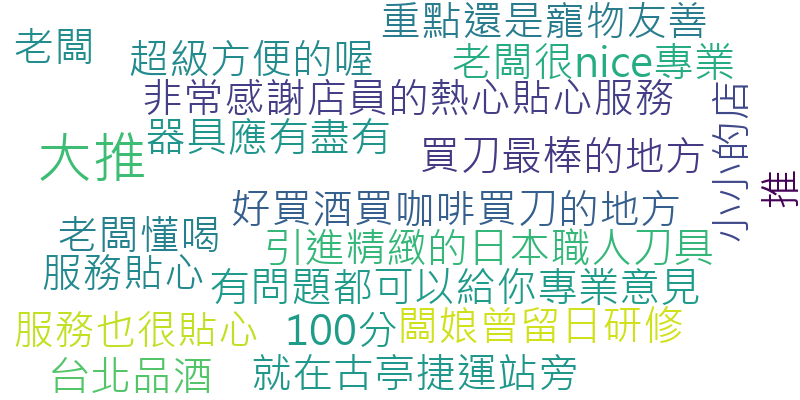 重點還是寵物友善
老闆
超級方便的喔
老闆很nice專業
非常感謝店員的熱心貼心服務
小小的店
器具應有盡有
大推
買刀最棒的地方
推
好買酒買咖啡買刀的地方
老闆懂喝
引進精緻的日本職人刀具
服務貼心
有問題都可以給你專業意見
服務也很貼心
100分
闆娘曾留日研修
台北品酒
就在古亭捷運站旁